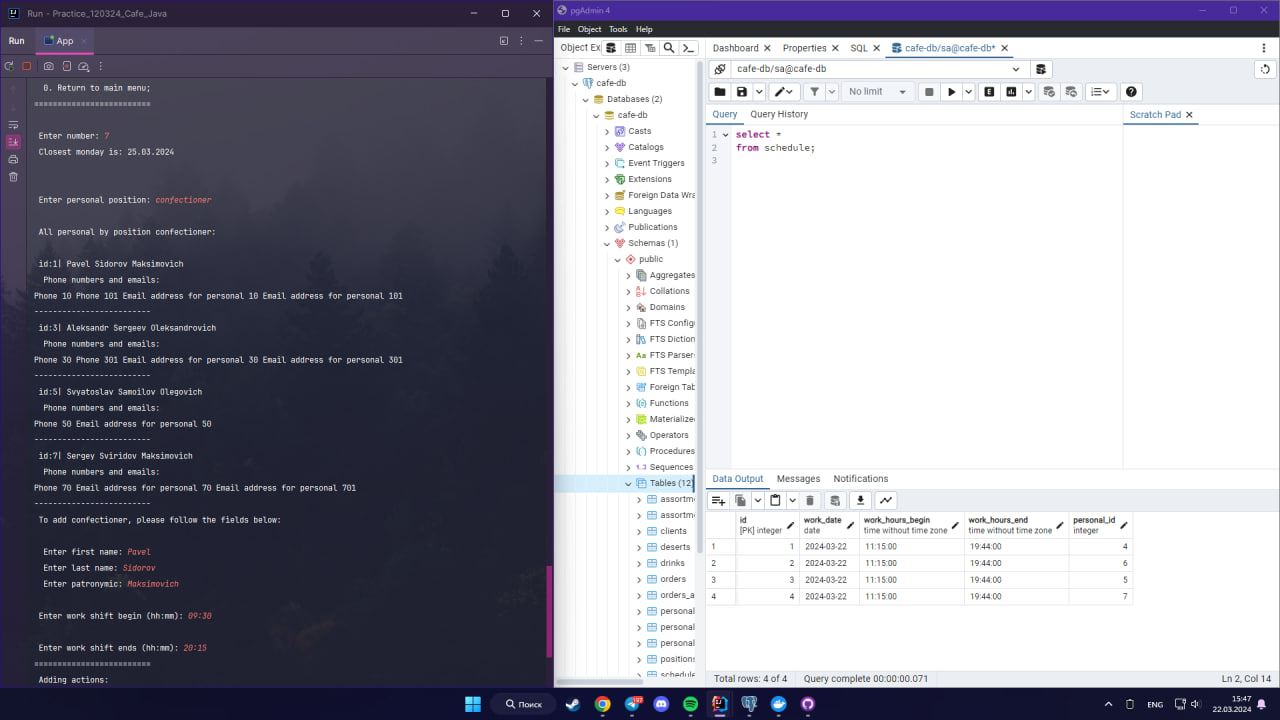 Run - Practice_120324_Cafe_Java
Run
App
0. Return to main menu;
=========================
Enter number: 7
Closest monday is: 25.03.2024
Enter personal position: confectioner
All personal by position confectioner:
id:1| Pavel Sidorov Maksimovich
Phone numbers and emails:
Phone 10 Phone 101 Email address for personal 10 Email address for personal 101
-------------------------
id:3| Aleksandr Sergeev Oleksandrovich
Phone numbers and emails:
Phone 30 Phone 301 Email address for personal 30 Email address for personal 301
-------------------------
id:5| Svyatoslav Samoilov Olegovich
Phone numbers and emails:
Phone 50 Email address for personal 50
-------------------------
id:7| Sergey Sviridov Maksimovich
Phone numbers and emails:
Phone 70 Email address for personal 70 Email address for personal 701
-------------------------
To add confectioner, please follow the fields below:
Enter first name: Pavel
Enter last name: Sidorov
Enter patronymic: Maksimovich
Enter work shift begin (hh:mm): 09:30
Enter work shift ends (hh:mm): 20:15
=========================
Adding actions:
pgAdmin 4
File Object Tools Help
Object Ex
Dashboard Properties SQL cafe-db/sa@cafe-db*
cafe-db/sa@cafe-db
No limit
Servers (3)
cafe-db
Databases (2)
cafe-db
Casts
Catalogs
Event Triggers
Extensions
Foreign Data Wra
Languages
Publications
Schemas (1)
public
Aggregates
Collations
Domains
FTS Config
FTS Diction
FTS Parser
FTS Templa
Foreign Tab
Functions
Materialize
Operators
Procedures
1..3 Sequences
Tables (12)
assortm
assortm
clients
deserts
drinks
orders
orders_a
personal
personal
personal
position
schedule
Query Query History
Scratch Pad
1 select *
2 from schedule;
3
Data Output Messages Notifications
id work_date work_hours_begin work_hours_end personal_id
[PK] integer date time without time zone time without time zone integer
1 1 2024-03-22 11:15:00 19:44:00 4
2 2 2024-03-22 11:15:00 19:44:00 6
3 3 2024-03-22 11:15:00 19:44:00 5
4 4 2024-03-22 11:15:00 19:44:00 7
Total rows: 4 of 4 Query complete 00:00:00.071 Ln 2, Col 14
Поиск
ENG
15:47
22.03.2024